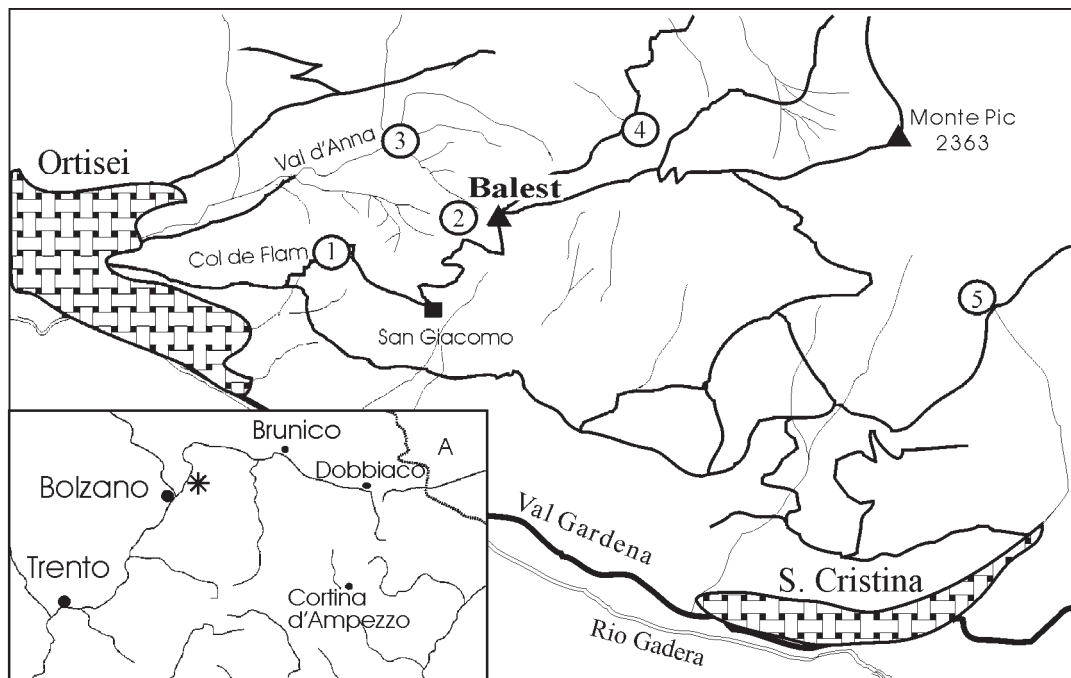 Ortisei
Val d'Anna
3
4
Monte Pic
2363
Balest
2
Col de Flam
1
San Giacomo
5
Brunico
A
Dobbiaco
Bolzano
Trento
Cortina
d'Ampezzo
Val Gardena
S. Cristina
Rio Gadera